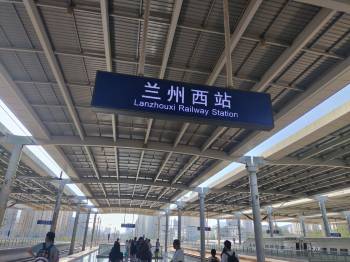 兰州西站
Lanzhouxi Railway Station